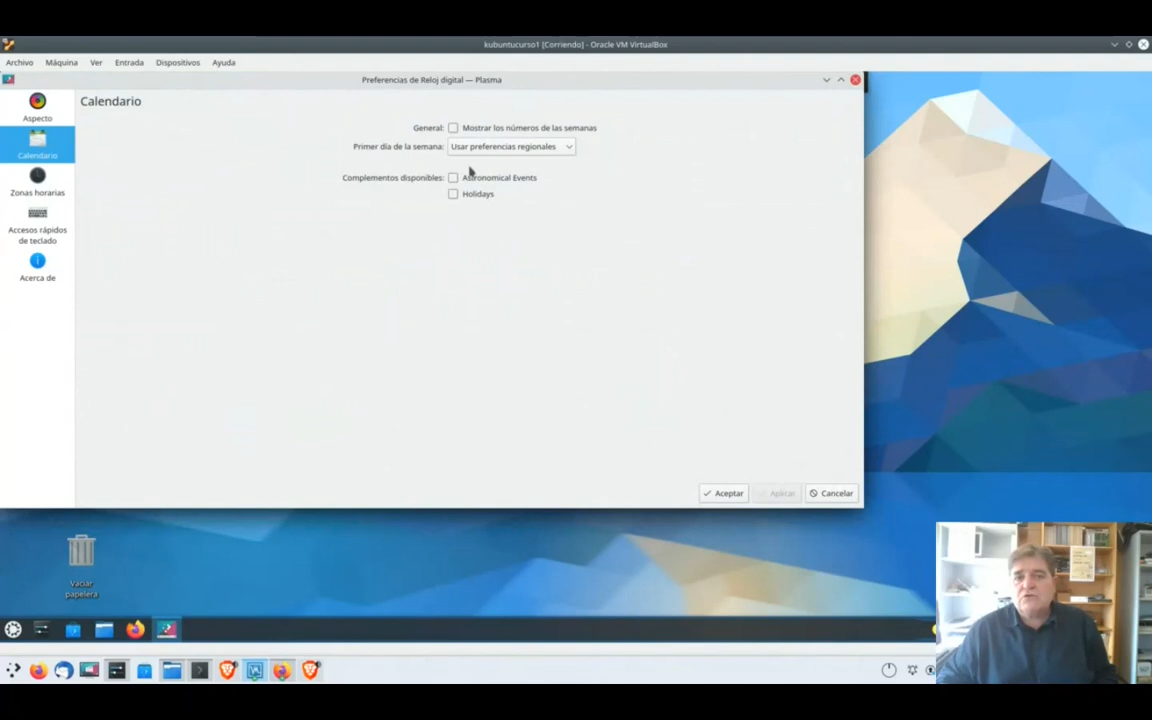 kubuntucurso1 [Corriendo] - Oracle VM VirtualBox
Archivo Máquina Ver Entrada Dispositivos Ayuda
Preferencias de Reloj digital — Plasma
Aspecto
Calendario
Zonas horarias
Accesos rápidos
de teclado
Acerca de
Calendario
General: Mostrar los números de las semanas
Primer día de la semana: Usar preferencias regionales
Complementos disponibles: Astronomical Events
Holidays
Aceptar Aplicar Cancelar
Vaciar
papelera